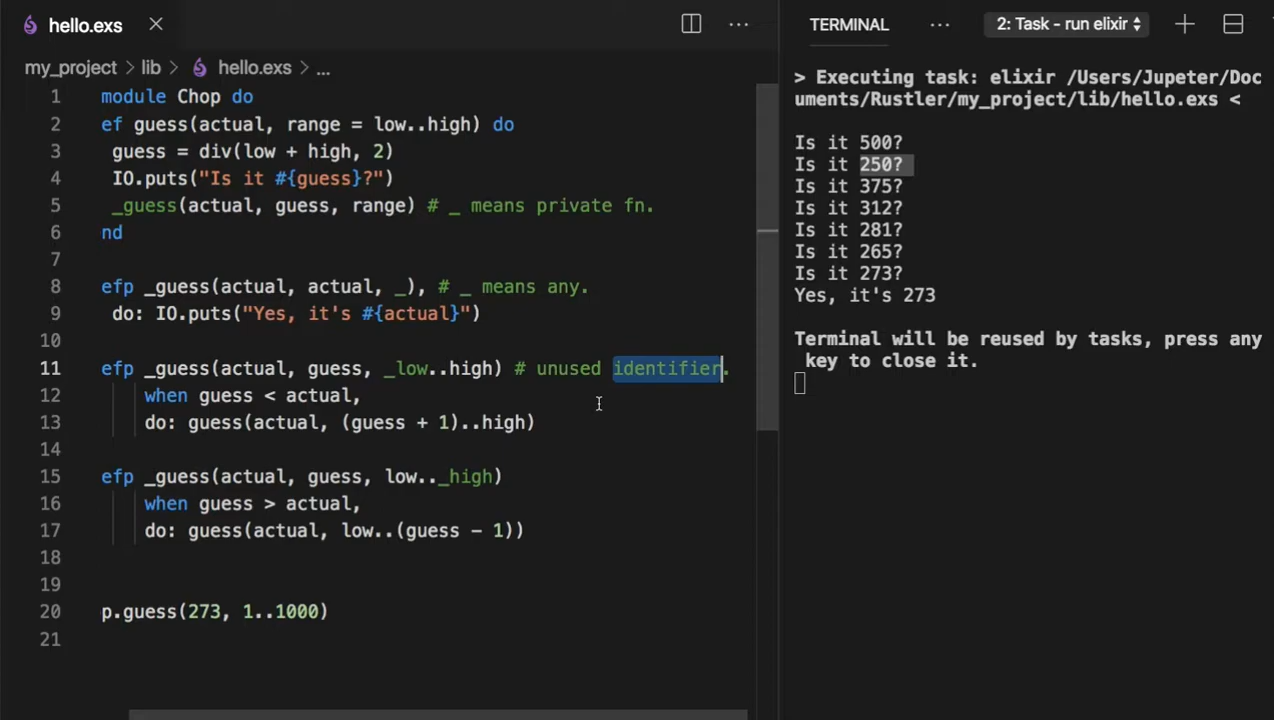 hello.exs
my_project > lib > hello.exs > ...
1 module Chop do
2 ef guess(actual, range = low..high) do
3 guess = div(low + high, 2)
4 IO.puts("Is it #{guess}?")
5 _guess(actual, guess, range) # _ means private fn.
6 nd
7
8 efp _guess(actual, actual, _), # _ means any.
9 do: IO.puts("Yes, it's #{actual}")
10
11 efp _guess(actual, guess, _low..high) # unused identifier.
12 when guess < actual,
13 do: guess(actual, (guess + 1)..high)
14
15 efp _guess(actual, guess, low.._high)
16 when guess > actual,
17 do: guess(actual, low..(guess - 1))
18
19
20 p.guess(273, 1..1000)
21
TERMINAL ... 2: Task - run elixir
> Executing task: elixir /Users/Jupeter/Doc
uments/Rustler/my_project/lib/hello.exs <
Is it 500?
Is it 250?
Is it 375?
Is it 312?
Is it 281?
Is it 265?
Is it 273?
Yes, it's 273
Terminal will be reused by tasks, press any
key to close it.